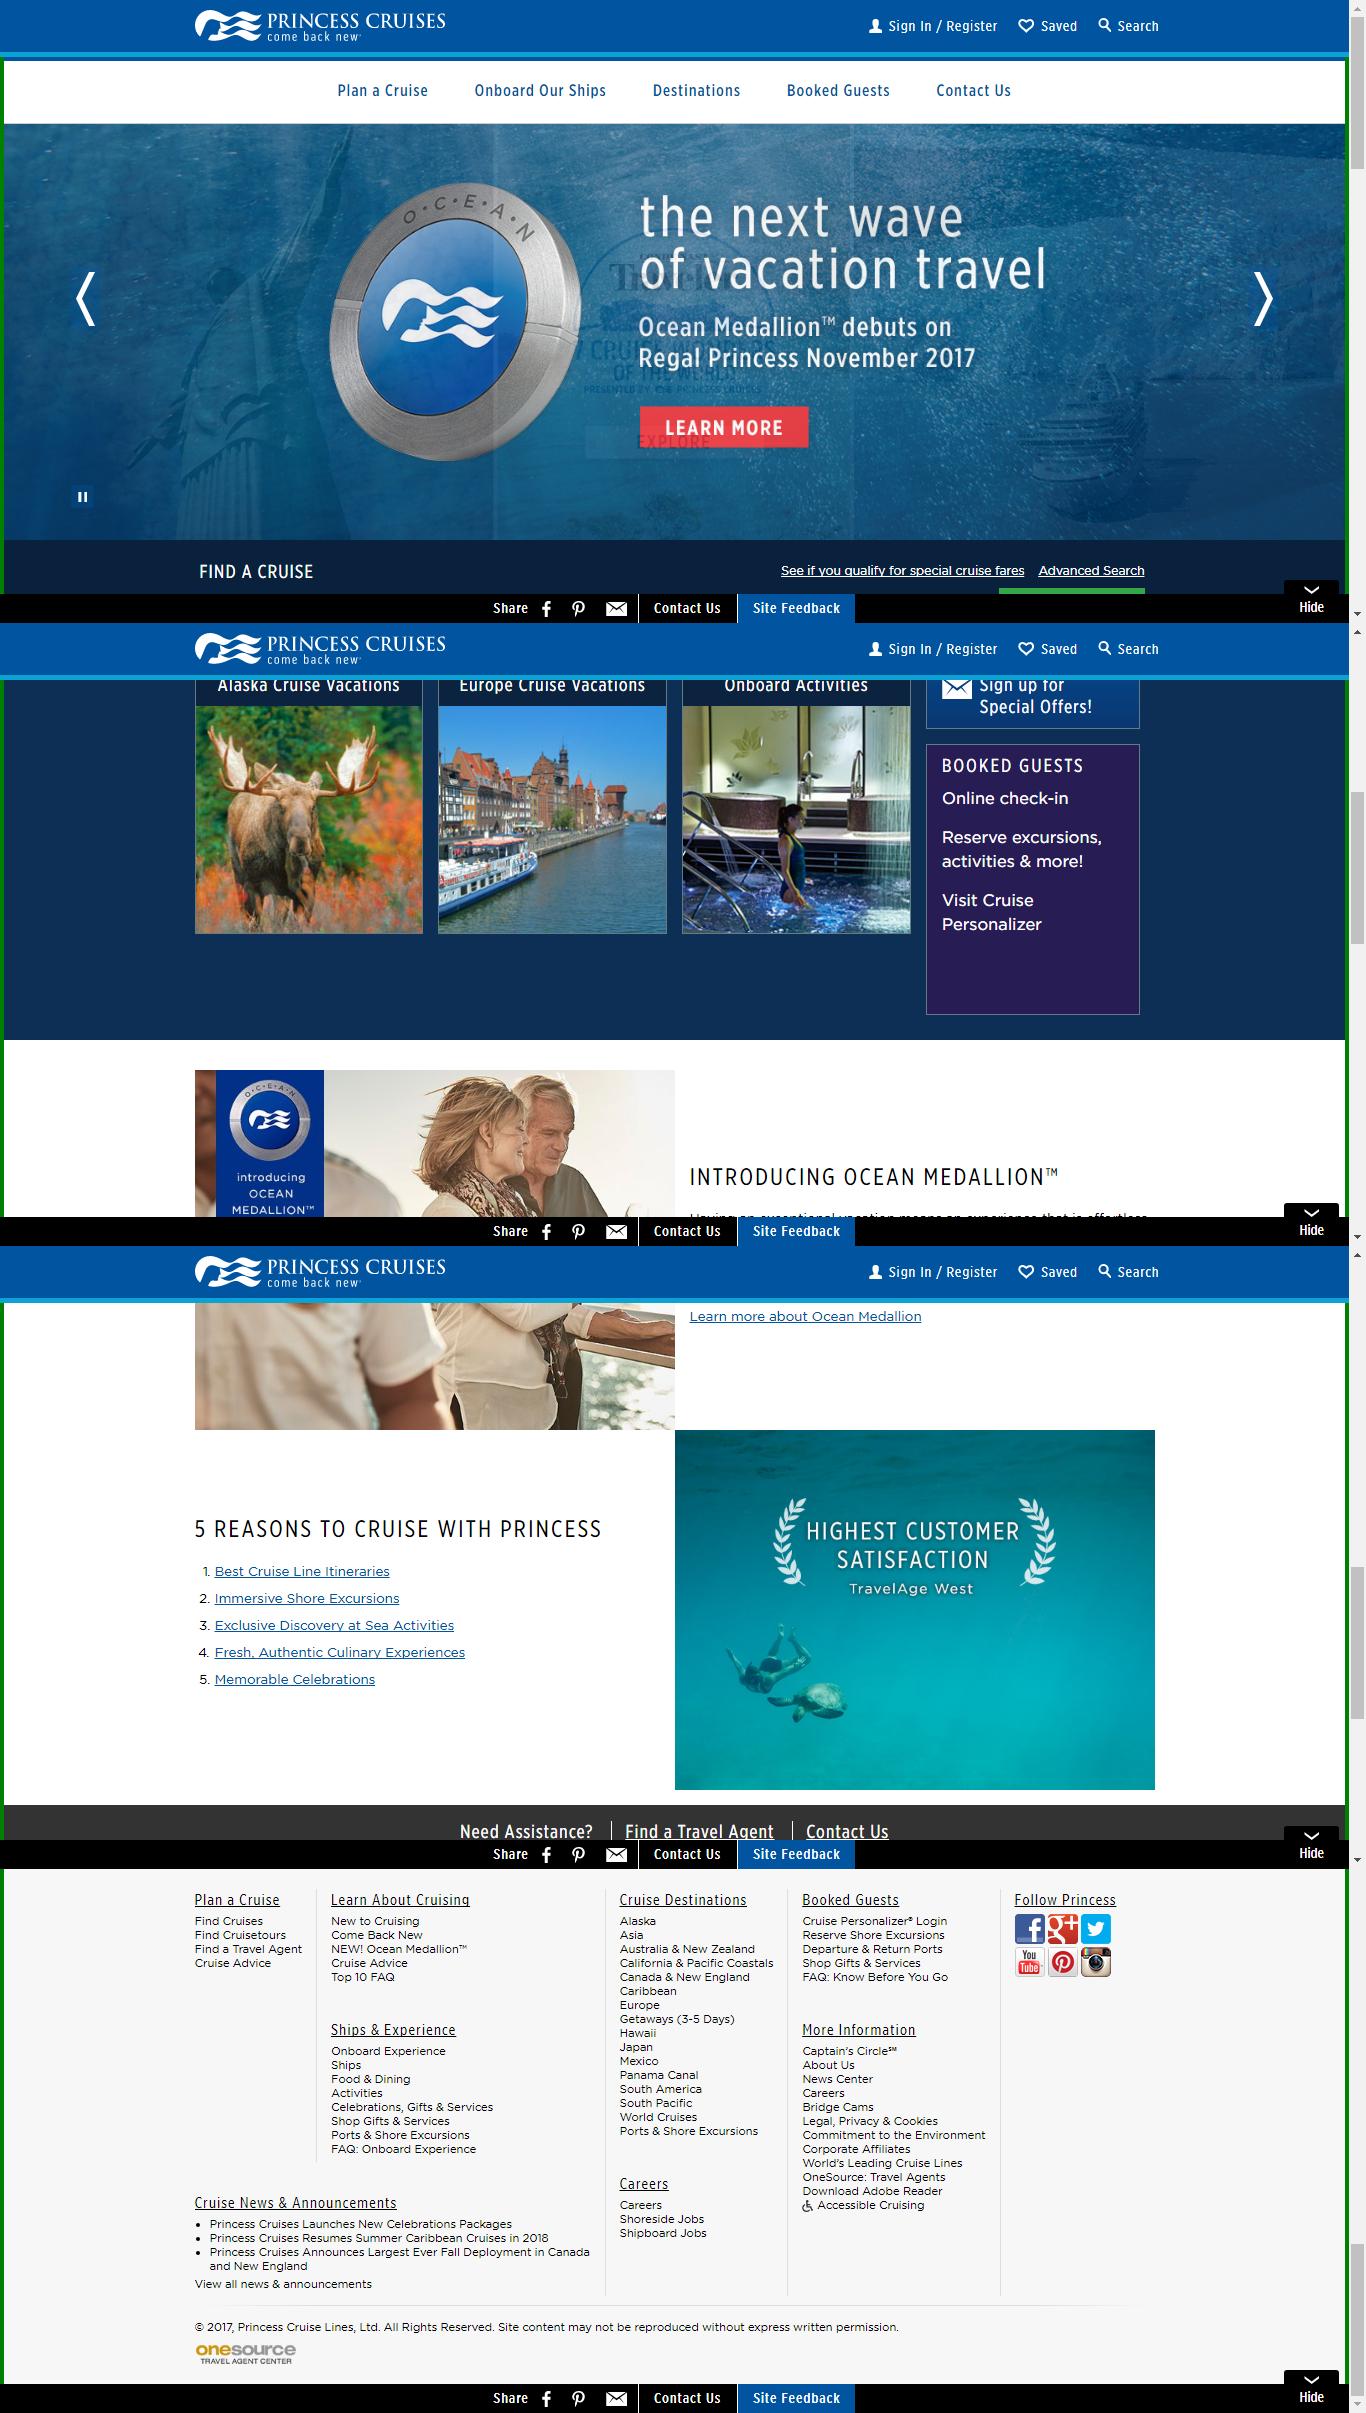 PRINCESS CRUISES
come back new
Sign In / Register
Saved
Search
Plan a Cruise
Onboard Our Ships
Destinations
Booked Guests
Contact Us
OCEAN
the next wave
of vacation travel
Ocean Medallion™ debuts on
Regal Princess November 2017
LEARN MORE
EXPLORE
FIND A CRUISE
See if you qualify for special cruise fares
Advanced Search
Share
Contact Us
Site Feedback
Hide
PRINCESS CRUISES
come back new
Sign In / Register
Saved
Search
Alaska Cruise Vacations
Europe Cruise Vacations
Onboard Activities
Sign up for
Special Offers!
BOOKED GUESTS
Online check-in
Reserve excursions,
activities & more!
Visit Cruise
Personalizer
OCEAN
introducing
OCEAN
MEDALLION™
INTRODUCING OCEAN MEDALLION™
Share
Contact Us
Site Feedback
Hide
PRINCESS CRUISES
come back new
Sign In / Register
Saved
Search
Learn more about Ocean Medallion
5 REASONS TO CRUISE WITH PRINCESS
1. Best Cruise Line Itineraries
2. Immersive Shore Excursions
3. Exclusive Discovery at Sea Activities
4. Fresh, Authentic Culinary Experiences
5. Memorable Celebrations
HIGHEST CUSTOMER
SATISFACTION
TravelAge West
Need Assistance?
Find a Travel Agent
Contact Us
Share
Contact Us
Site Feedback
Hide
Plan a Cruise
Find Cruises
Find Cruisetours
Find a Travel Agent
Cruise Advice
Learn About Cruising
New to Cruising
Come Back New
NEW! Ocean Medallion™
Cruise Advice
Top 10 FAQ
Ships & Experience
Onboard Experience
Ships
Food & Dining
Activities
Celebrations, Gifts & Services
Shop Gifts & Services
Ports & Shore Excursions
FAQ: Onboard Experience
Cruise News & Announcements
• Princess Cruises Launches New Celebrations Packages
• Princess Cruises Resumes Summer Caribbean Cruises in 2018
• Princess Cruises Announces Largest Ever Fall Deployment in Canada
and New England
View all news & announcements
Cruise Destinations
Alaska
Asia
Australia & New Zealand
California & Pacific Coastals
Canada & New England
Caribbean
Europe
Getaways (3-5 Days)
Hawaii
Japan
Mexico
Panama Canal
South America
South Pacific
World Cruises
Ports & Shore Excursions
Careers
Careers
Shoreside Jobs
Shipboard Jobs
Booked Guests
Cruise Personalizer® Login
Reserve Shore Excursions
Departure & Return Ports
Shop Gifts & Services
FAQ: Know Before You Go
More Information
Captain's Circle℠
About Us
News Center
Careers
Bridge Cams
Legal, Privacy & Cookies
Commitment to the Environment
Corporate Affiliates
World's Leading Cruise Lines
OneSource: Travel Agents
Download Adobe Reader
Accessible Cruising
Follow Princess
You
Tube
© 2017, Princess Cruise Lines, Ltd. All Rights Reserved. Site content may not be reproduced without express written permission.
onesource
TRAVEL AGENT CENTER
Share
Contact Us
Site Feedback
Hide